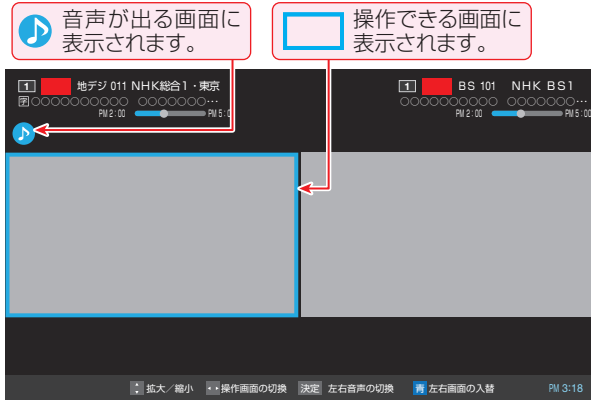 音声が出る画面に
表示されます。
操作できる画面に
表示されます。
1 地デジ 011 NHK総合1・東京
字○○○○○○○○○○ ○○○○○○○…
PM 2:00 PM 5:0
1 BS 101 NHK BS1
○○○○○○○○○○ ○○○○○○○…
PM 2:00 PM 5:00
拡大／縮小 操作画面の切換 決定 左右音声の切換 青 左右画面の入替 PM 3:18